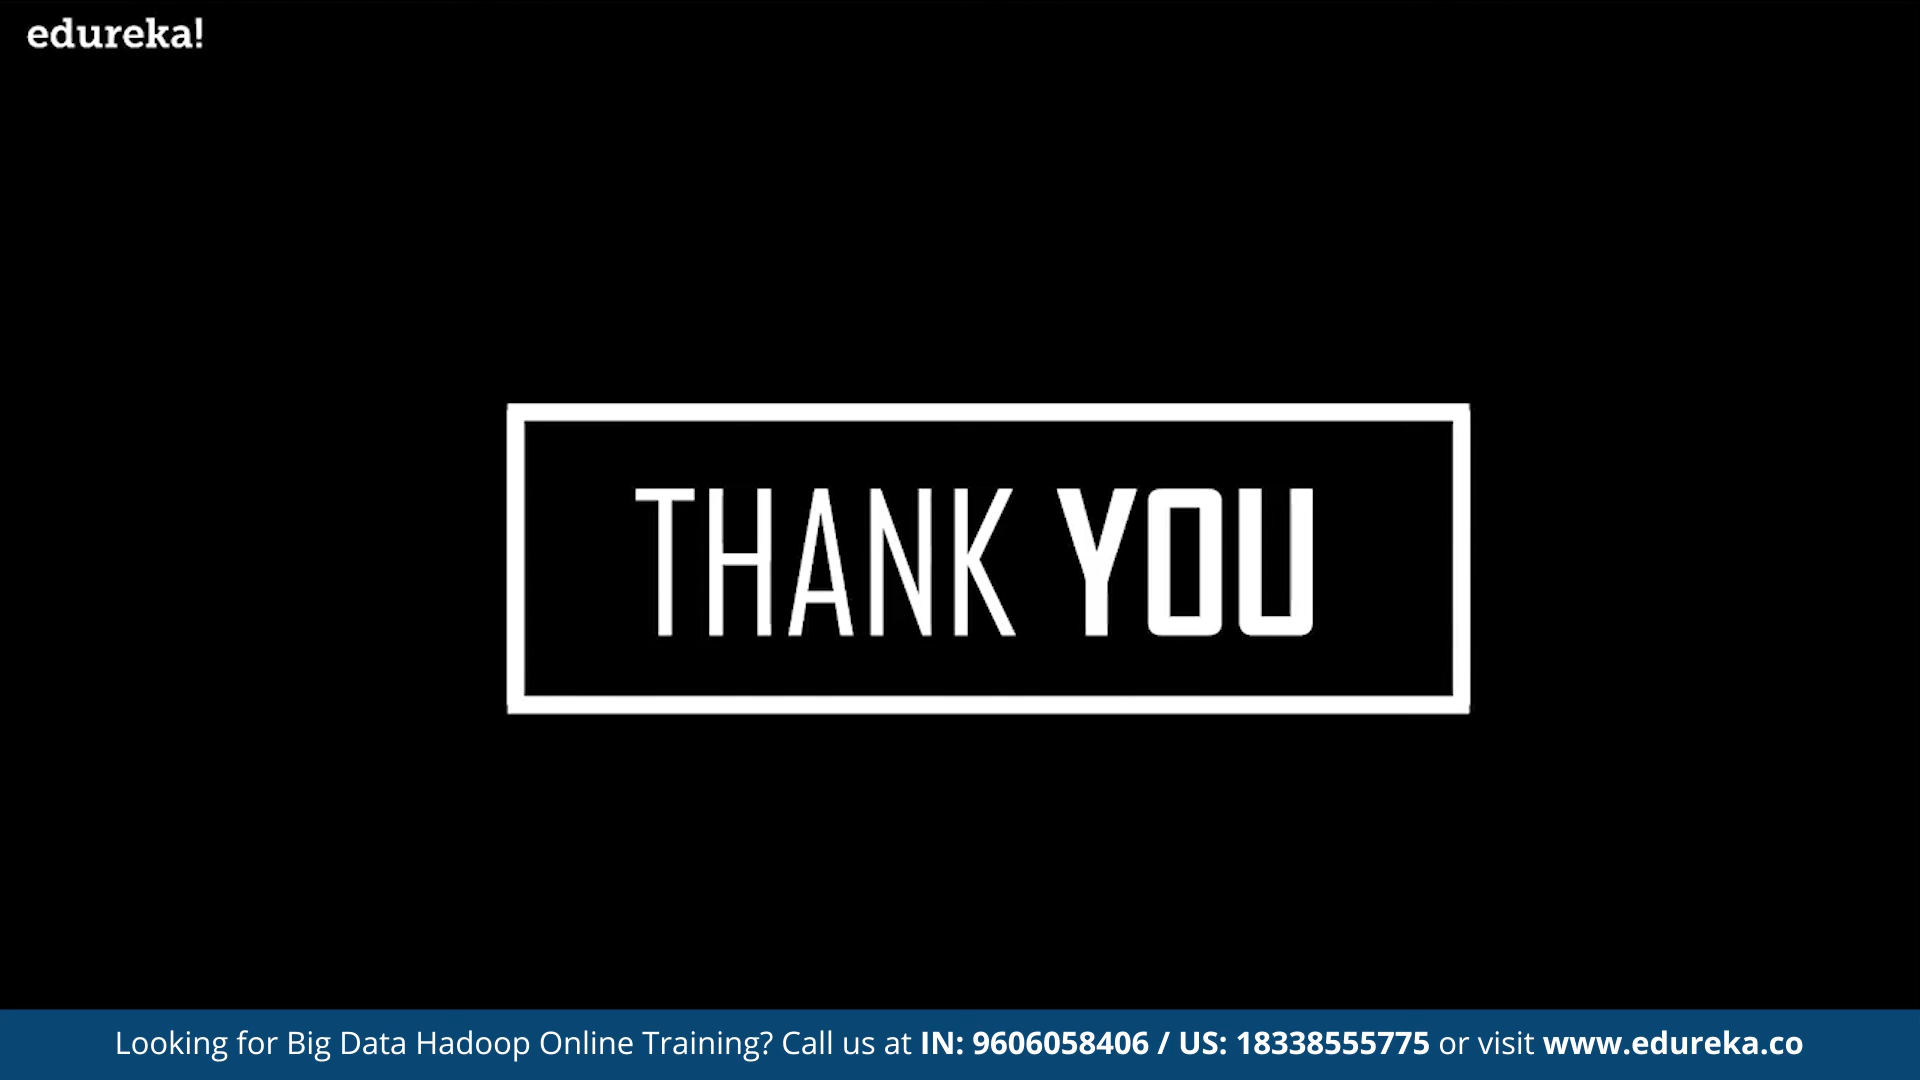 edureka!
THANK YOU
Looking for Big Data Hadoop Online Training? Call us at IN: 9606058406 / US: 18338555775 or visit www.edureka.co